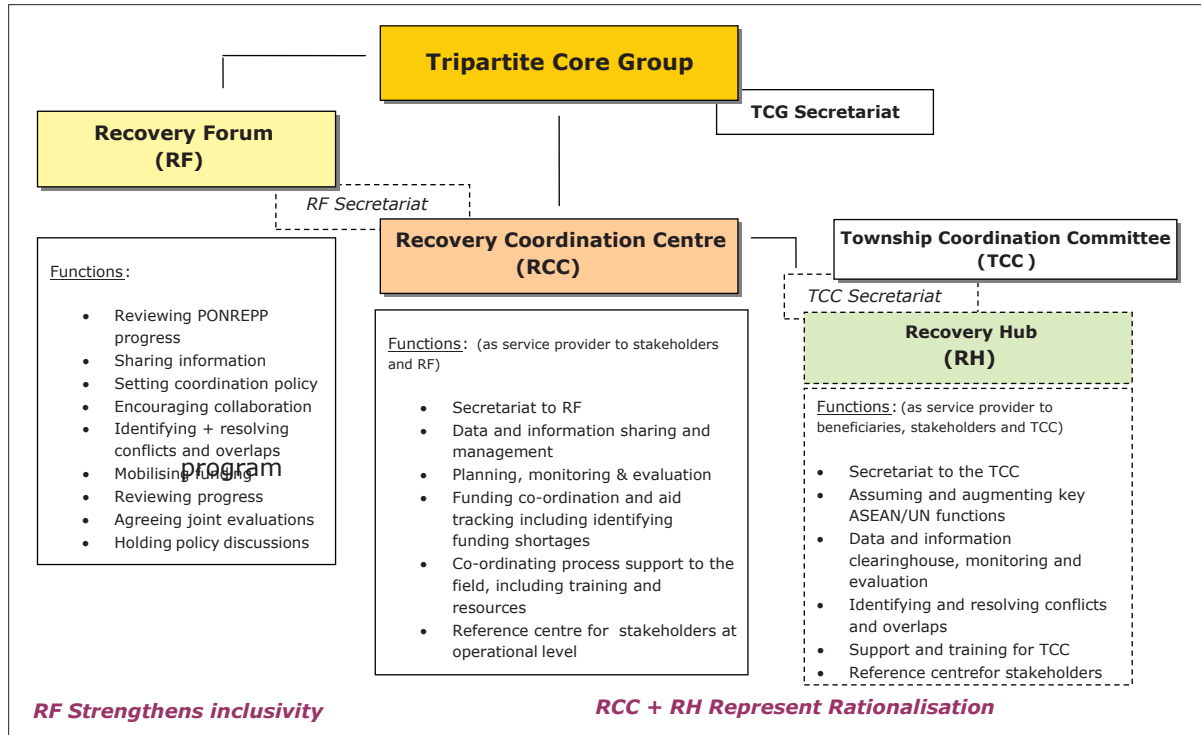 Tripartite Core Group
TCG Secretariat
Recovery Forum
(RF)
RF Secretariat
Recovery Coordination Centre
(RCC)
Township Coordination Committee
(TCC)
TCC Secretariat
Recovery Hub
(RH)
Functions:
• Reviewing PONREPP
progress
• Sharing information
• Setting coordination policy
• Encouraging collaboration
• Identifying + resolving
conflicts and overlaps
program
• Mobilising funding
• Reviewing progress
• Agreeing joint evaluations
• Holding policy discussions
Functions: (as service provider to stakeholders
and RF)
• Secretariat to RF
• Data and information sharing and
management
• Planning, monitoring & evaluation
• Funding co-ordination and aid
tracking including identifying
funding shortages
• Co-ordinating process support to the
field, including training and
resources
• Reference centre for stakeholders at
operational level
Functions: (as service provider to
beneficiaries, stakeholders and TCC)
• Secretariat to the TCC
• Assuming and augmenting key
ASEAN/UN functions
• Data and information
clearinghouse, monitoring and
evaluation
• Identifying and resolving conflicts
and overlaps
• Support and training for TCC
• Reference centrefor stakeholders
RF Strengthens inclusivity
RCC + RH Represent Rationalisation